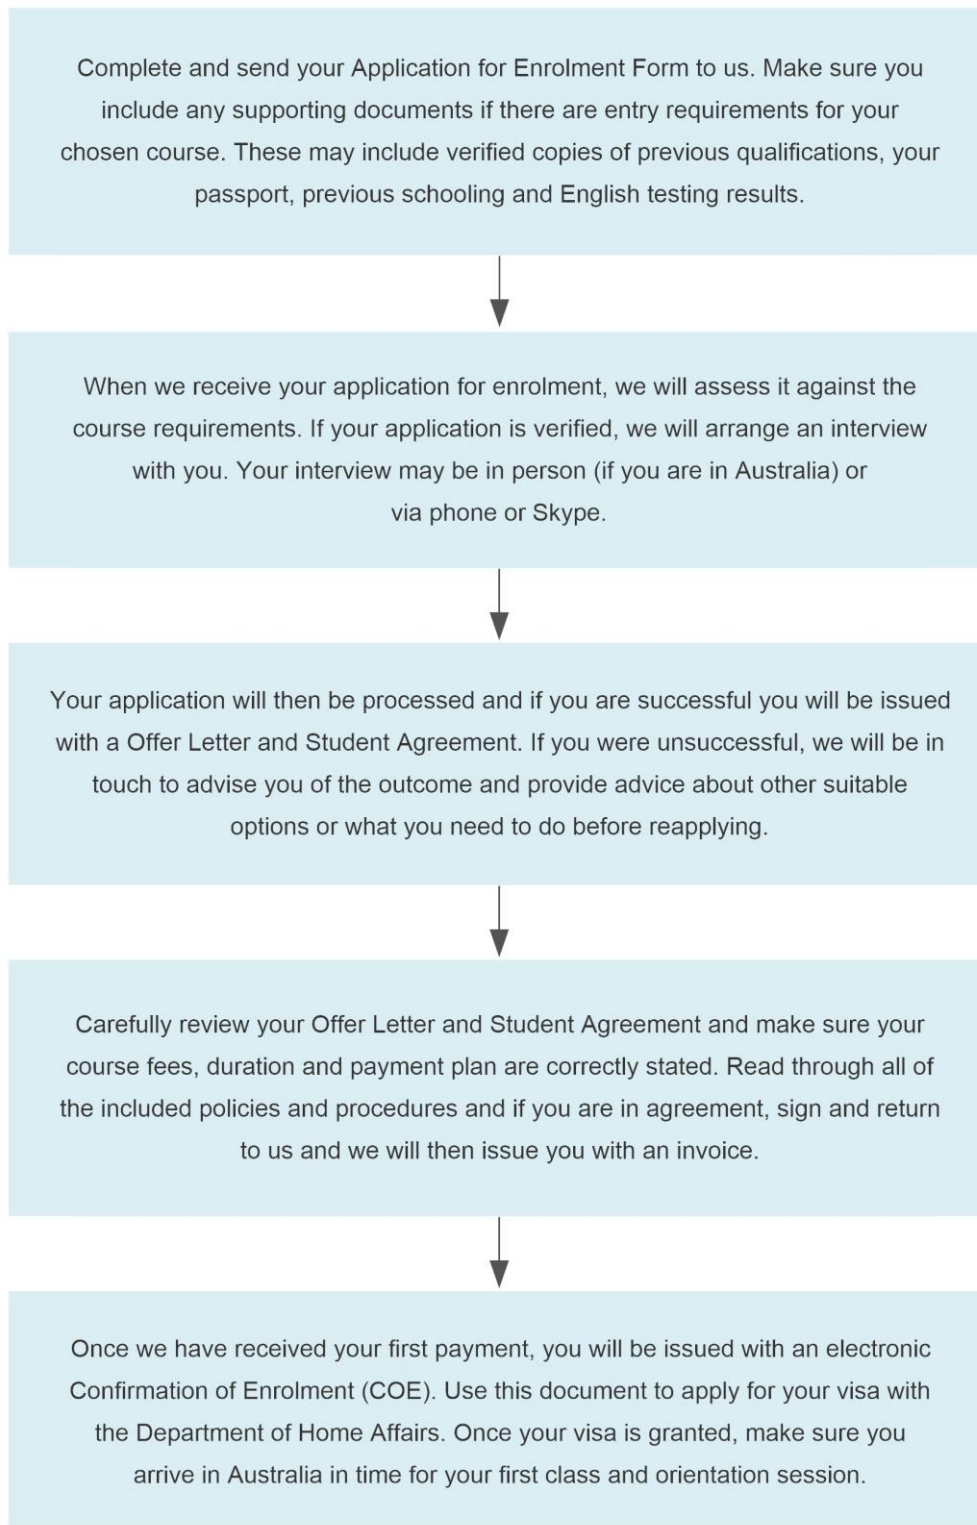 Complete and send your Application for Enrolment Form to us. Make sure you
include any supporting documents if there are entry requirements for your
chosen course. These may include verified copies of previous qualifications, your
passport, previous schooling and English testing results.
When we receive your application for enrolment, we will assess it against the
course requirements. If your application is verified, we will arrange an interview
with you. Your interview may be in person (if you are in Australia) or
via phone or Skype.
Your application will then be processed and if you are successful you will be issued
with a Offer Letter and Student Agreement. If you were unsuccessful, we will be in
touch to advise you of the outcome and provide advice about other suitable
options or what you need to do before reapplying.
Carefully review your Offer Letter and Student Agreement and make sure your
course fees, duration and payment plan are correctly stated. Read through all of
the included policies and procedures and if you are in agreement, sign and return
to us and we will then issue you with an invoice.
Once we have received your first payment, you will be issued with an electronic
Confirmation of Enrolment (COE). Use this document to apply for your visa with
the Department of Home Affairs. Once your visa is granted, make sure you
arrive in Australia in time for your first class and orientation session.